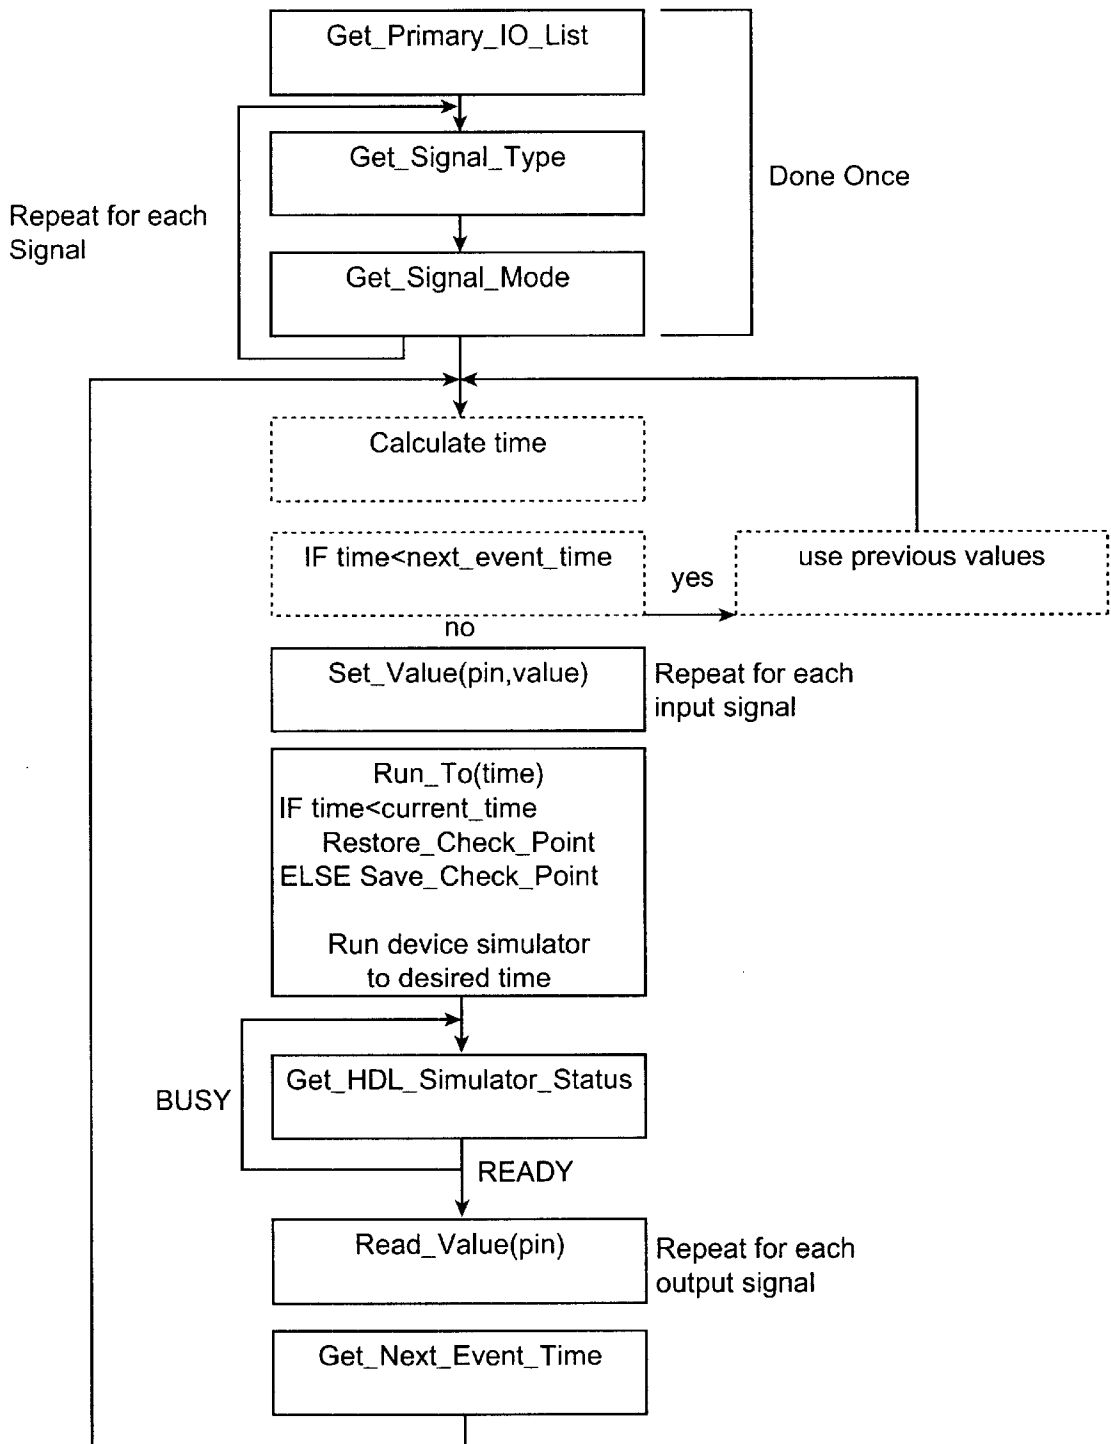 Get_Primary_IO_List
Get_Signal_Type
Done Once
Repeat for each
Signal
Get_Signal_Mode
Calculate time
IF time<next_event_time
yes
use previous values
no
Set_Value(pin,value)
Repeat for each
input signal
Run_To(time)
IF time<current_time
Restore_Check_Point
ELSE Save_Check_Point
Run device simulator
to desired time
Get_HDL_Simulator_Status
BUSY
READY
Read_Value(pin)
Repeat for each
output signal
Get_Next_Event_Time